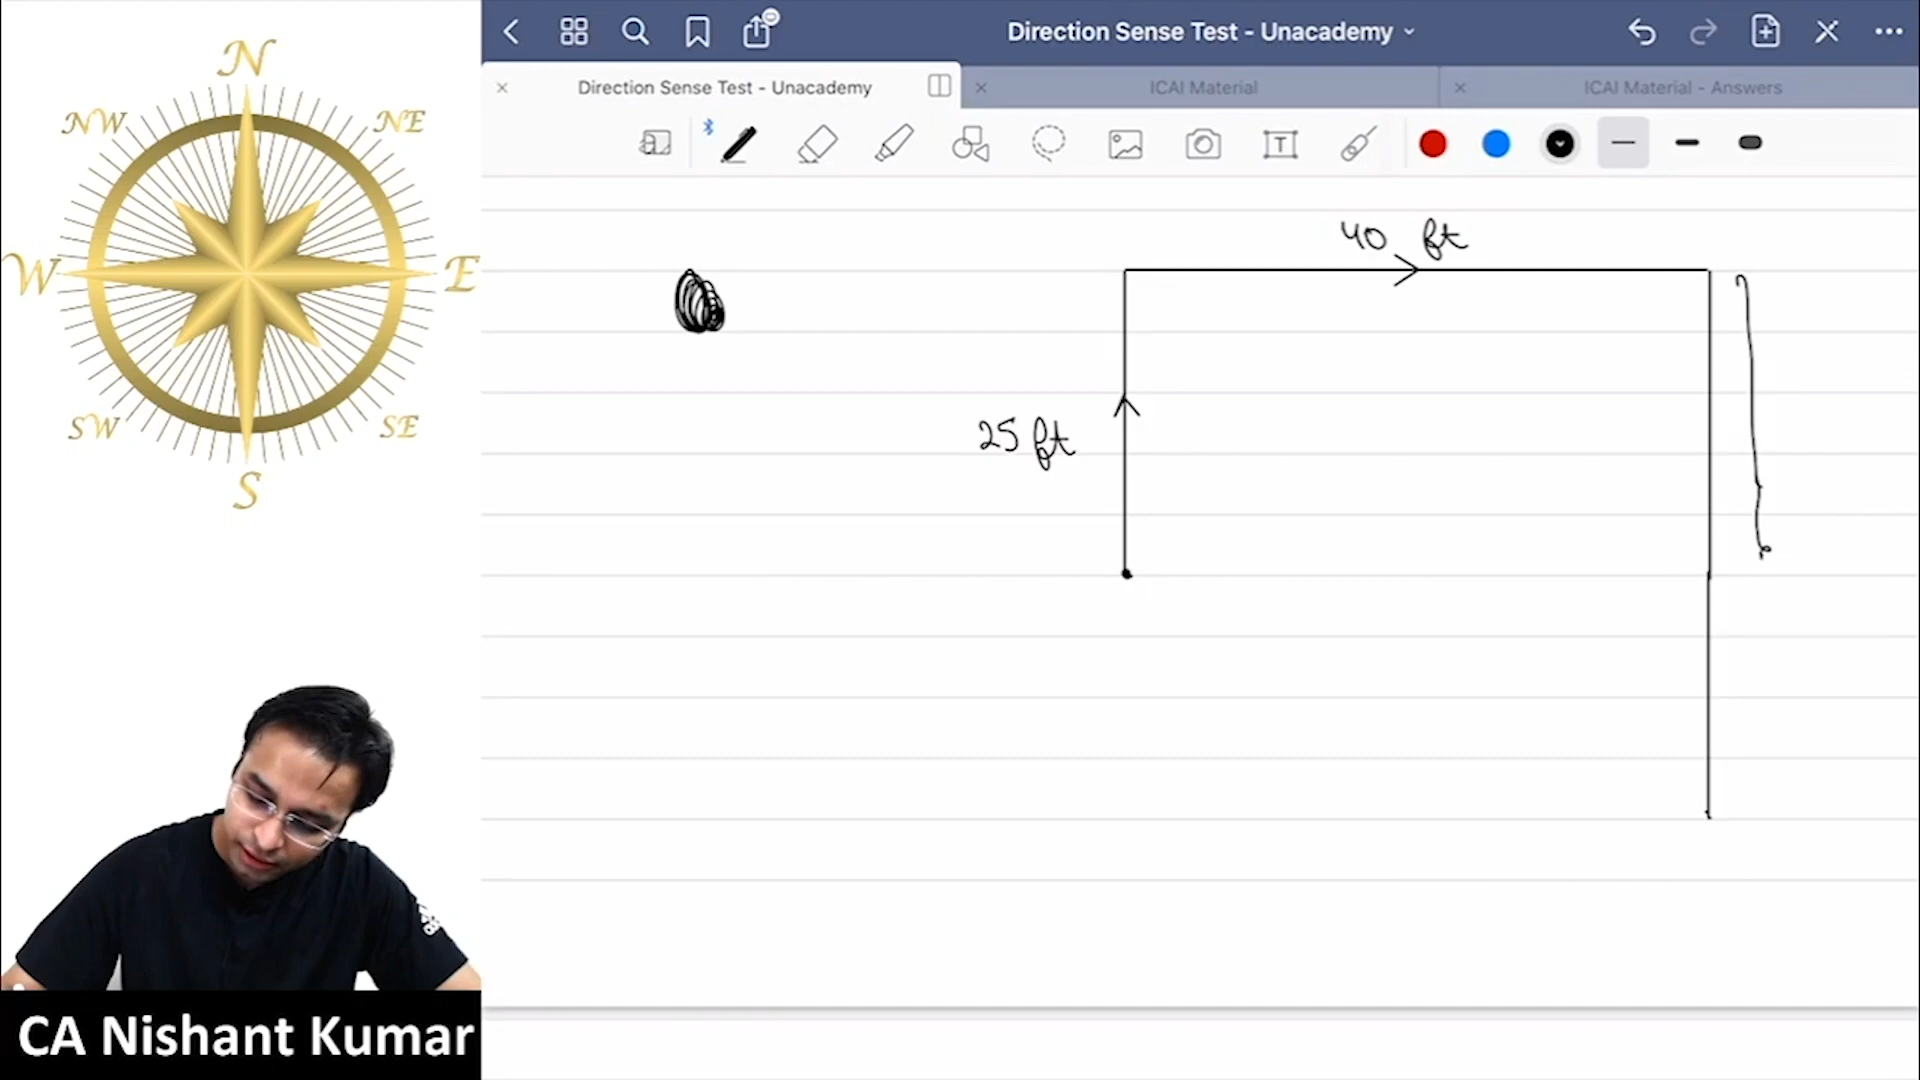 N
NW
NE
W
E
SW
SE
S
Direction Sense Test - Unacademy
Direction Sense Test - Unacademy
ICAI Material
ICAI Material - Answers
T
40 ft
25 ft
CA Nishant Kumar